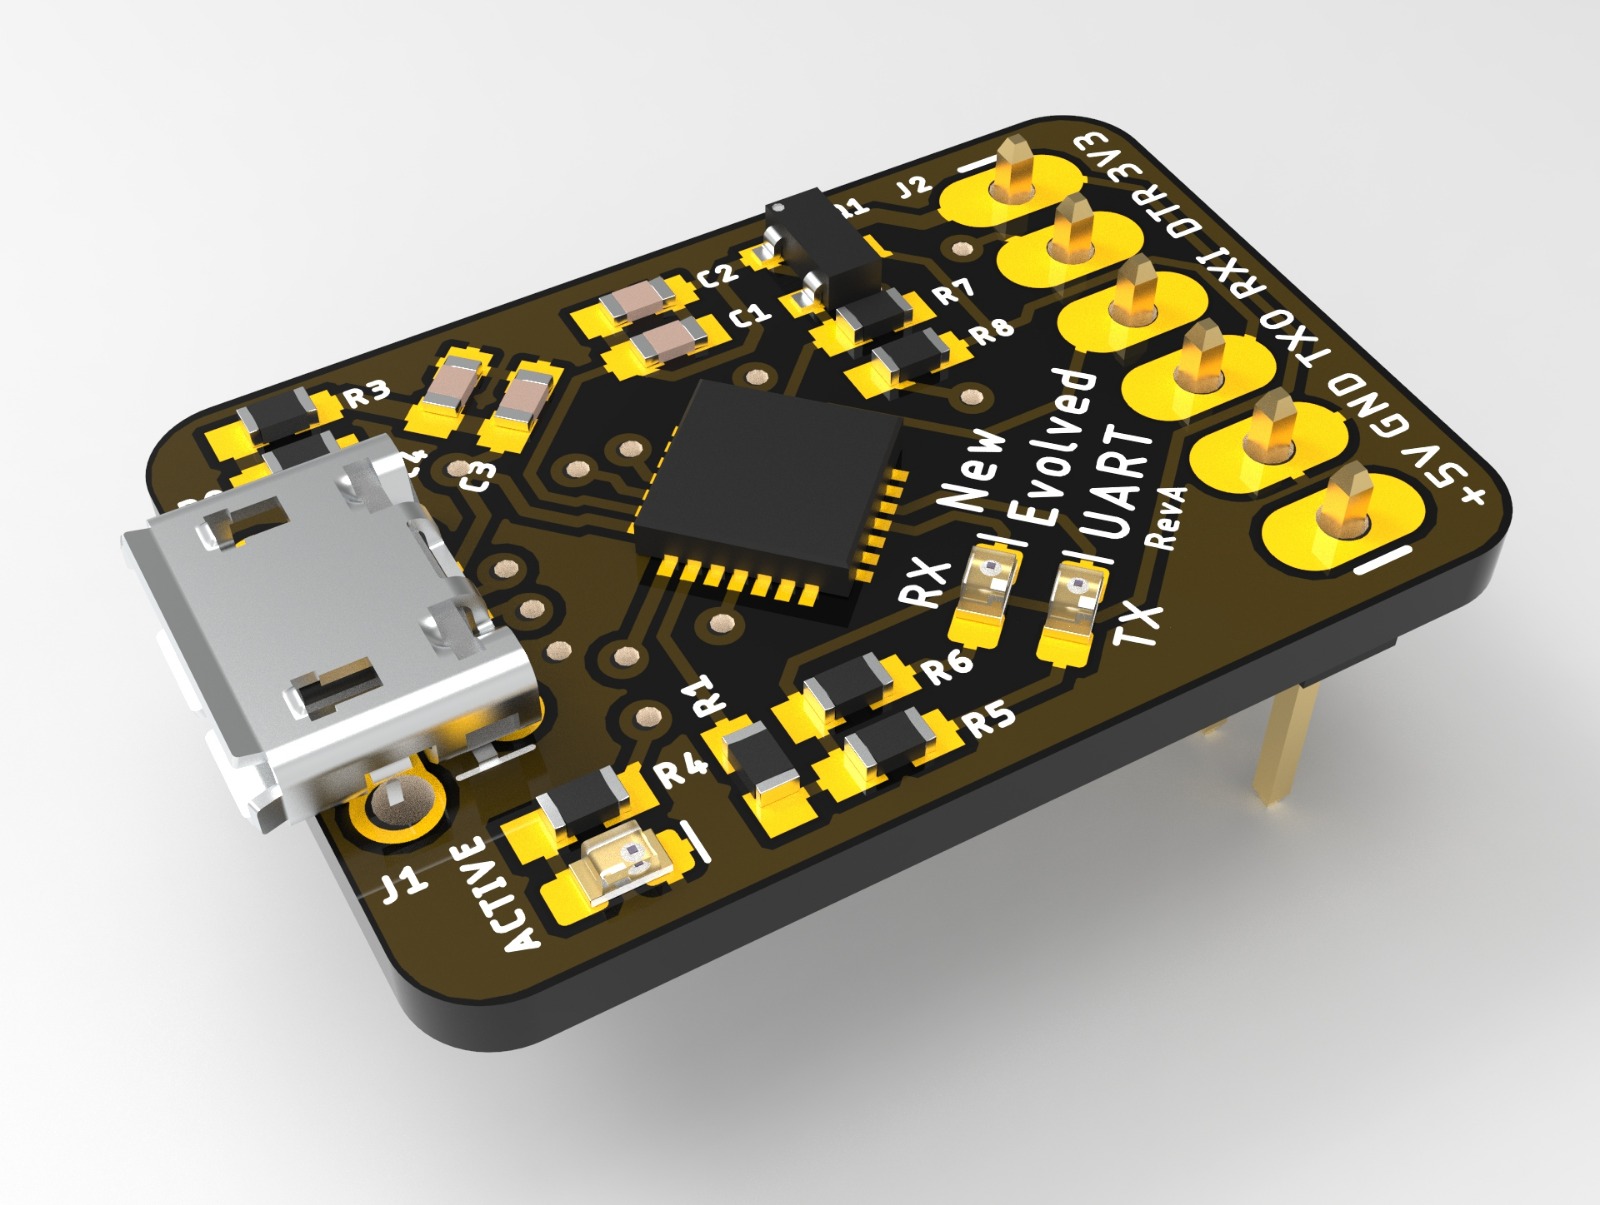 3V3
DTR
RXI
TXO
GND
+5V
J2
C2
C1
R7
R8
R3
C3
New
Evolved
UART
RevA
RX
TX
R6
R5
R1
R4
ACTIVE
J1